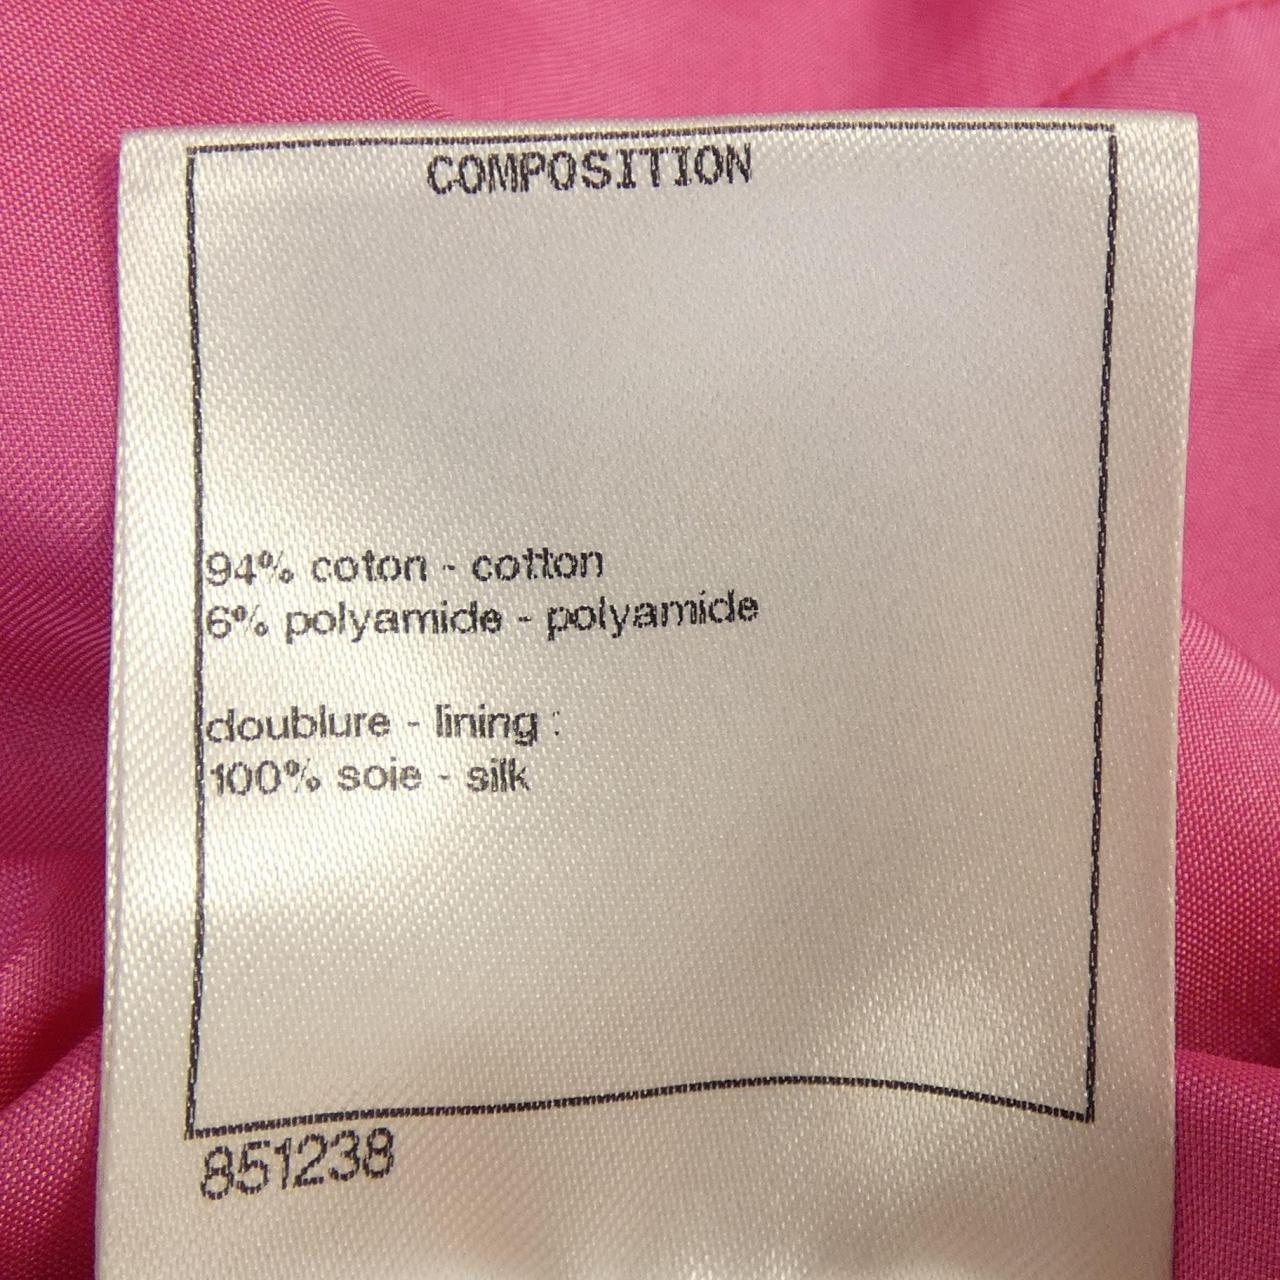 COMPOSITION
94% coton - cotton
6% polyamide - polyamide
doublure - lining :
100% soie - silk
851238